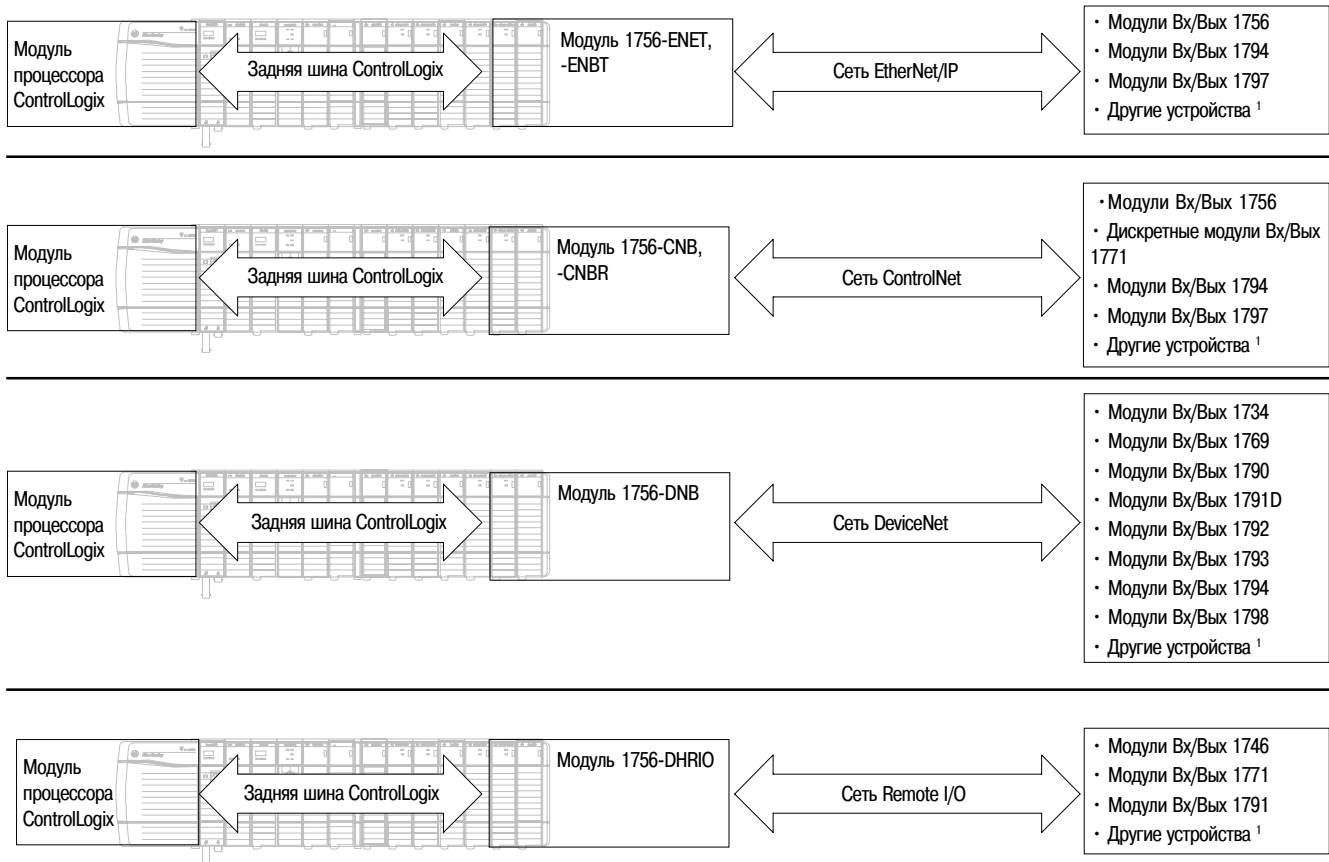 Модуль
процессора
ControlLogix
Задняя шина ControlLogix
Модуль 1756-ENET,
-ENBT
Сеть EtherNet/IP
· Модули Вх/Вых 1756
· Модули Вх/Вых 1794
· Модули Вх/Вых 1797
· Другие устройства ¹
Модуль
процессора
ControlLogix
Задняя шина ControlLogix
Модуль 1756-CNB,
-CNBR
Сеть ControlNet
· Модули Вх/Вых 1756
· Дискретные модули Вх/Вых
1771
· Модули Вх/Вых 1794
· Модули Вх/Вых 1797
· Другие устройства ¹
Модуль
процессора
ControlLogix
Задняя шина ControlLogix
Модуль 1756-DNB
Сеть DeviceNet
· Модули Вх/Вых 1734
· Модули Вх/Вых 1769
· Модули Вх/Вых 1790
· Модули Вх/Вых 1791D
· Модули Вх/Вых 1792
· Модули Вх/Вых 1793
· Модули Вх/Вых 1794
· Модули Вх/Вых 1798
· Другие устройства ¹
Модуль
процессора
ControlLogix
Задняя шина ControlLogix
Модуль 1756-DHRIO
Сеть Remote I/O
· Модули Вх/Вых 1746
· Модули Вх/Вых 1771
· Модули Вх/Вых 1791
· Другие устройства ¹